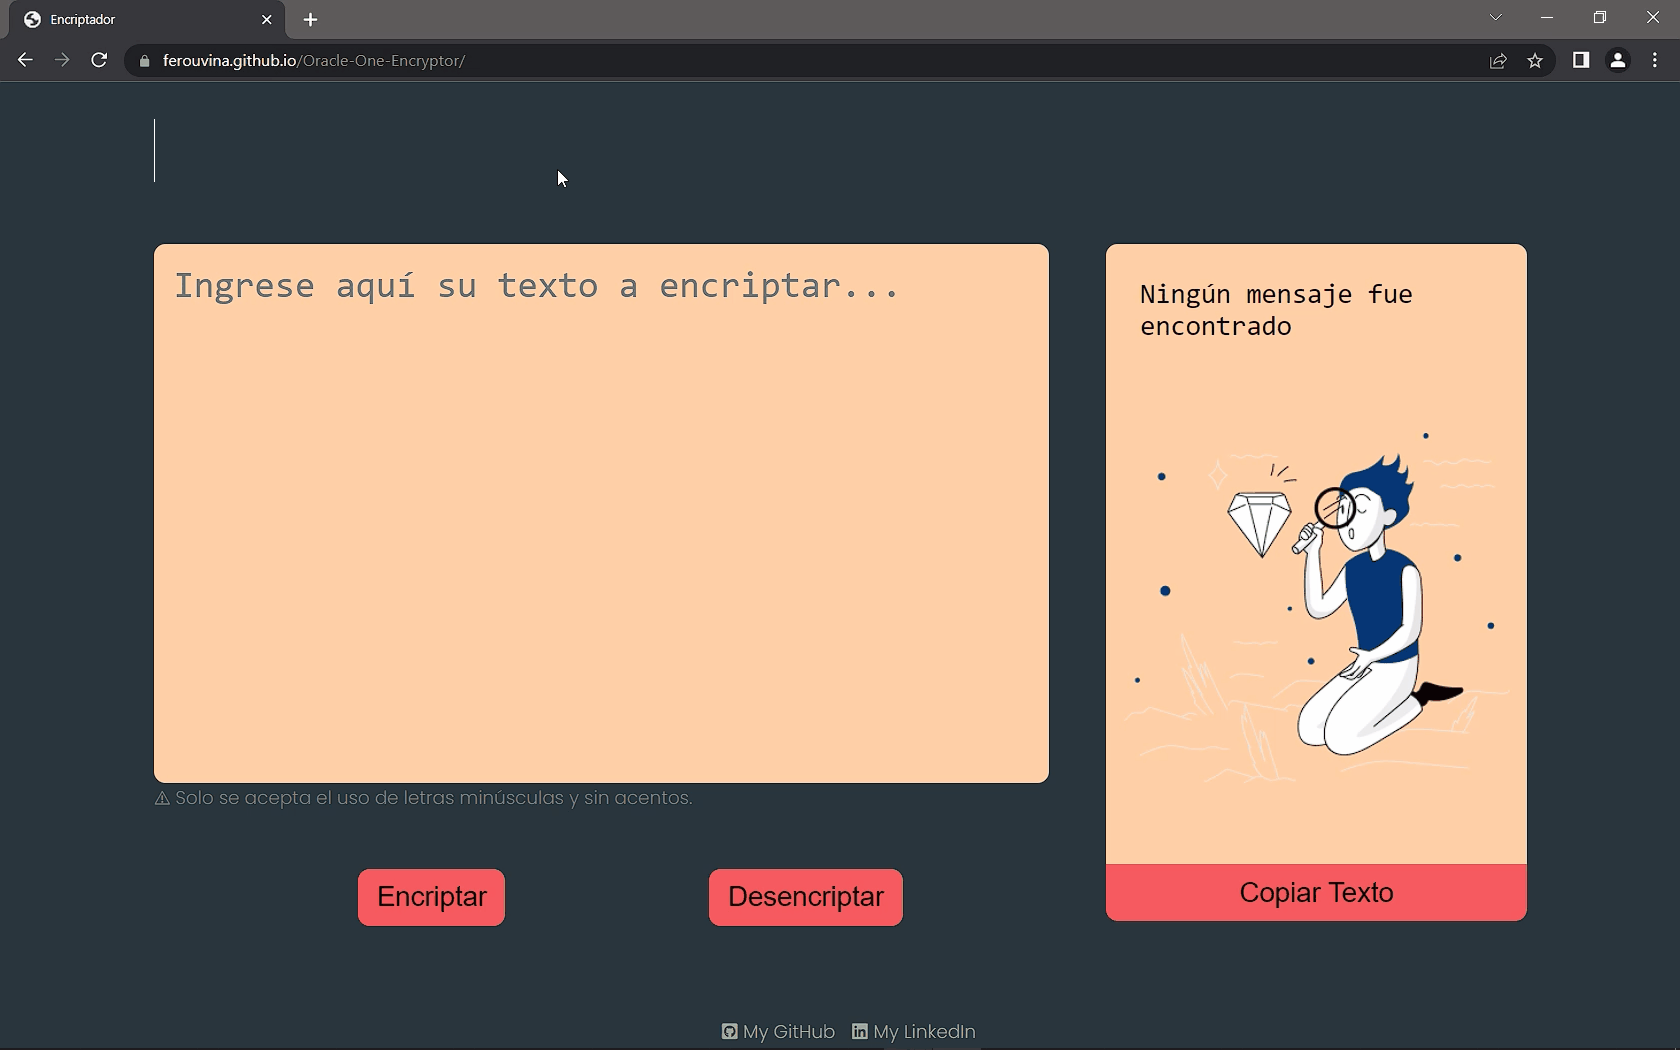 Encriptador
ferouvina.github.io/Oracle-One-Encryptor/
Ingrese aquí su texto a encriptar...
Ningún mensaje fue
encontrado
⚠ Solo se acepta el uso de letras minúsculas y sin acentos.
Encriptar
Desencriptar
Copiar Texto
My GitHub
My LinkedIn